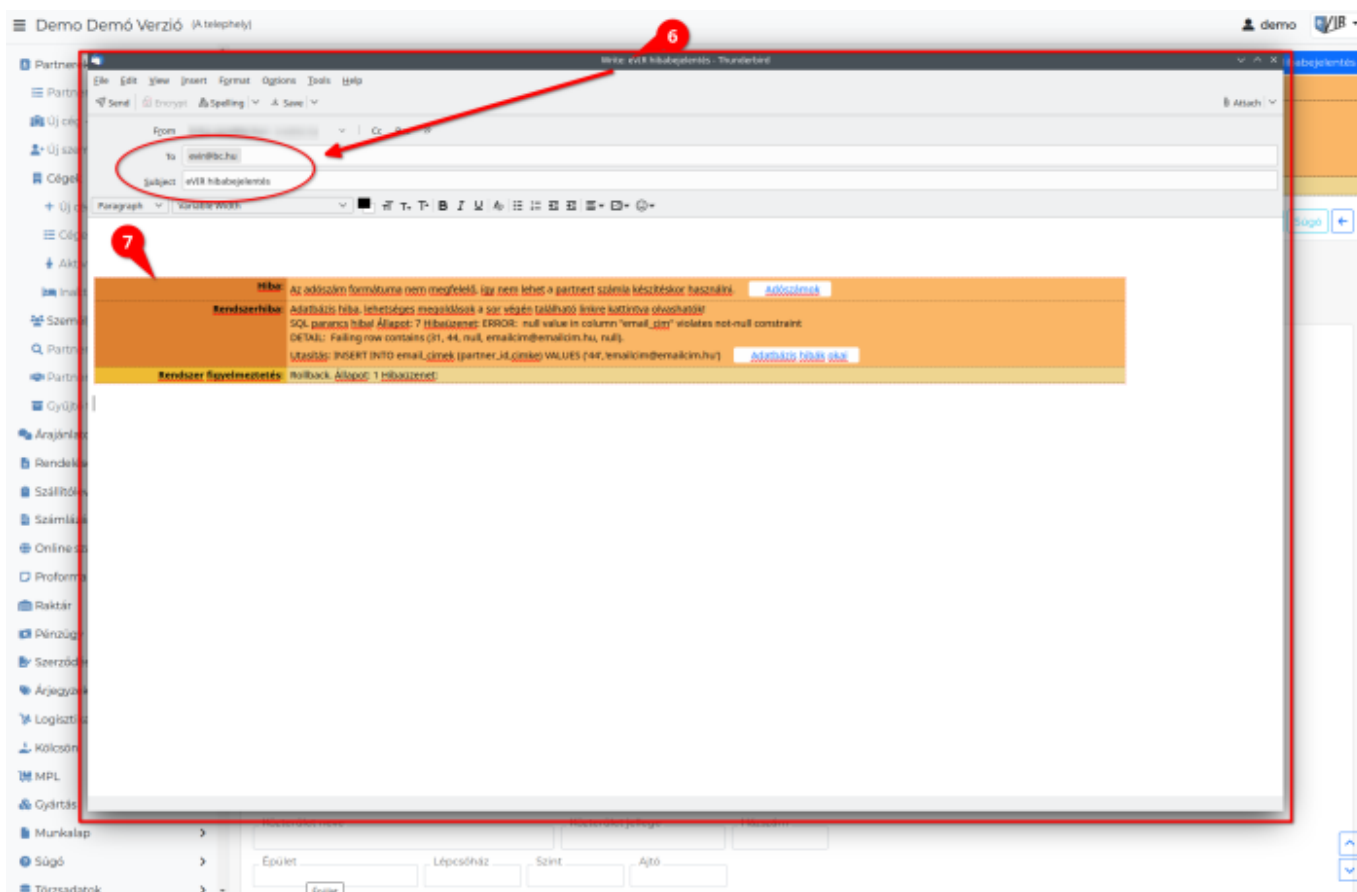 Demo Demó Verzió (A telephely)
demo
6
Write: eVIR hibabejelentés - Thunderbird
File Edit View Insert Format Options Tools Help
Send Encrypt Spelling Save
Attach
From
Cc
To evir@bc.hu
Subject eVIR hibabejelentés
Paragraph Variable Width
Súgó
7
Hiba: Az adószám formátuma nem megfelelő, így nem lehet a partnert számla készítéskor használni. Adószámok
Rendszerhiba: Adatbázis hiba, lehetséges megoldások a sor végén található linkre kattintva olvashatók!
SQL parancs hiba! Állapot: 7 Hibaüzenet: ERROR: null value in column "email_cim" violates not-null constraint
DETAIL: Failing row contains (31, 44, null, emailcim@emailcim.hu, null).
Utasítás: INSERT INTO email_cimek (partner_id,cimke) VALUES ('44','emailcim@emailcim.hu') Adatbázis hibák okai
Rendszer figyelmeztetés: Rollback. Állapot: 1 Hibaüzenet:
Proforma
Raktár
MPL
Gyártás
Munkalap
Súgó
Törzsadatok
Épület
Lépcsőház
Szint
Ajtó